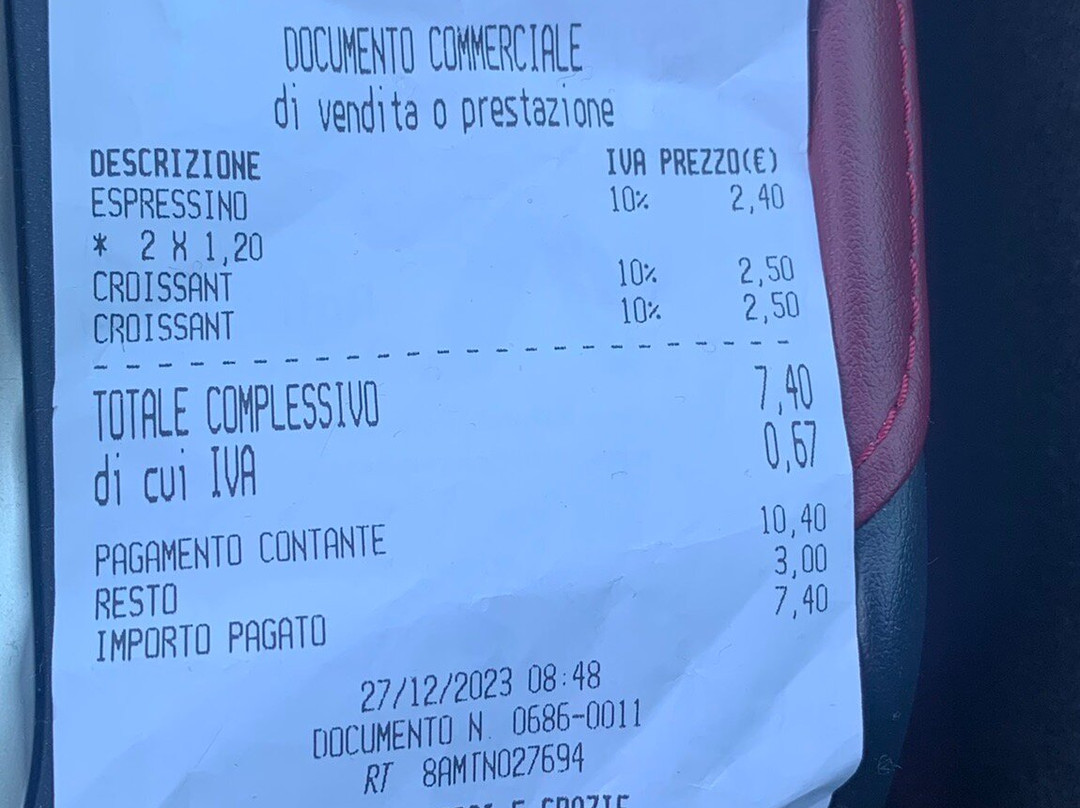 DOCUMENTO COMMERCIALE
di vendita o prestazione
DESCRIZIONE IVA PREZZO(€)
ESPRESSINO 10% 2,40
* 2 X 1,20
CROISSANT 10% 2,50
CROISSANT 10% 2,50
TOTALE COMPLESSIVO 7,40
di cui IVA 0,67
PAGAMENTO CONTANTE 10,40
RESTO 3,00
IMPORTO PAGATO 7,40
27/12/2023 08:48
DOCUMENTO N. 0686-0011
RT 8AMTN027694
E GRAZIE